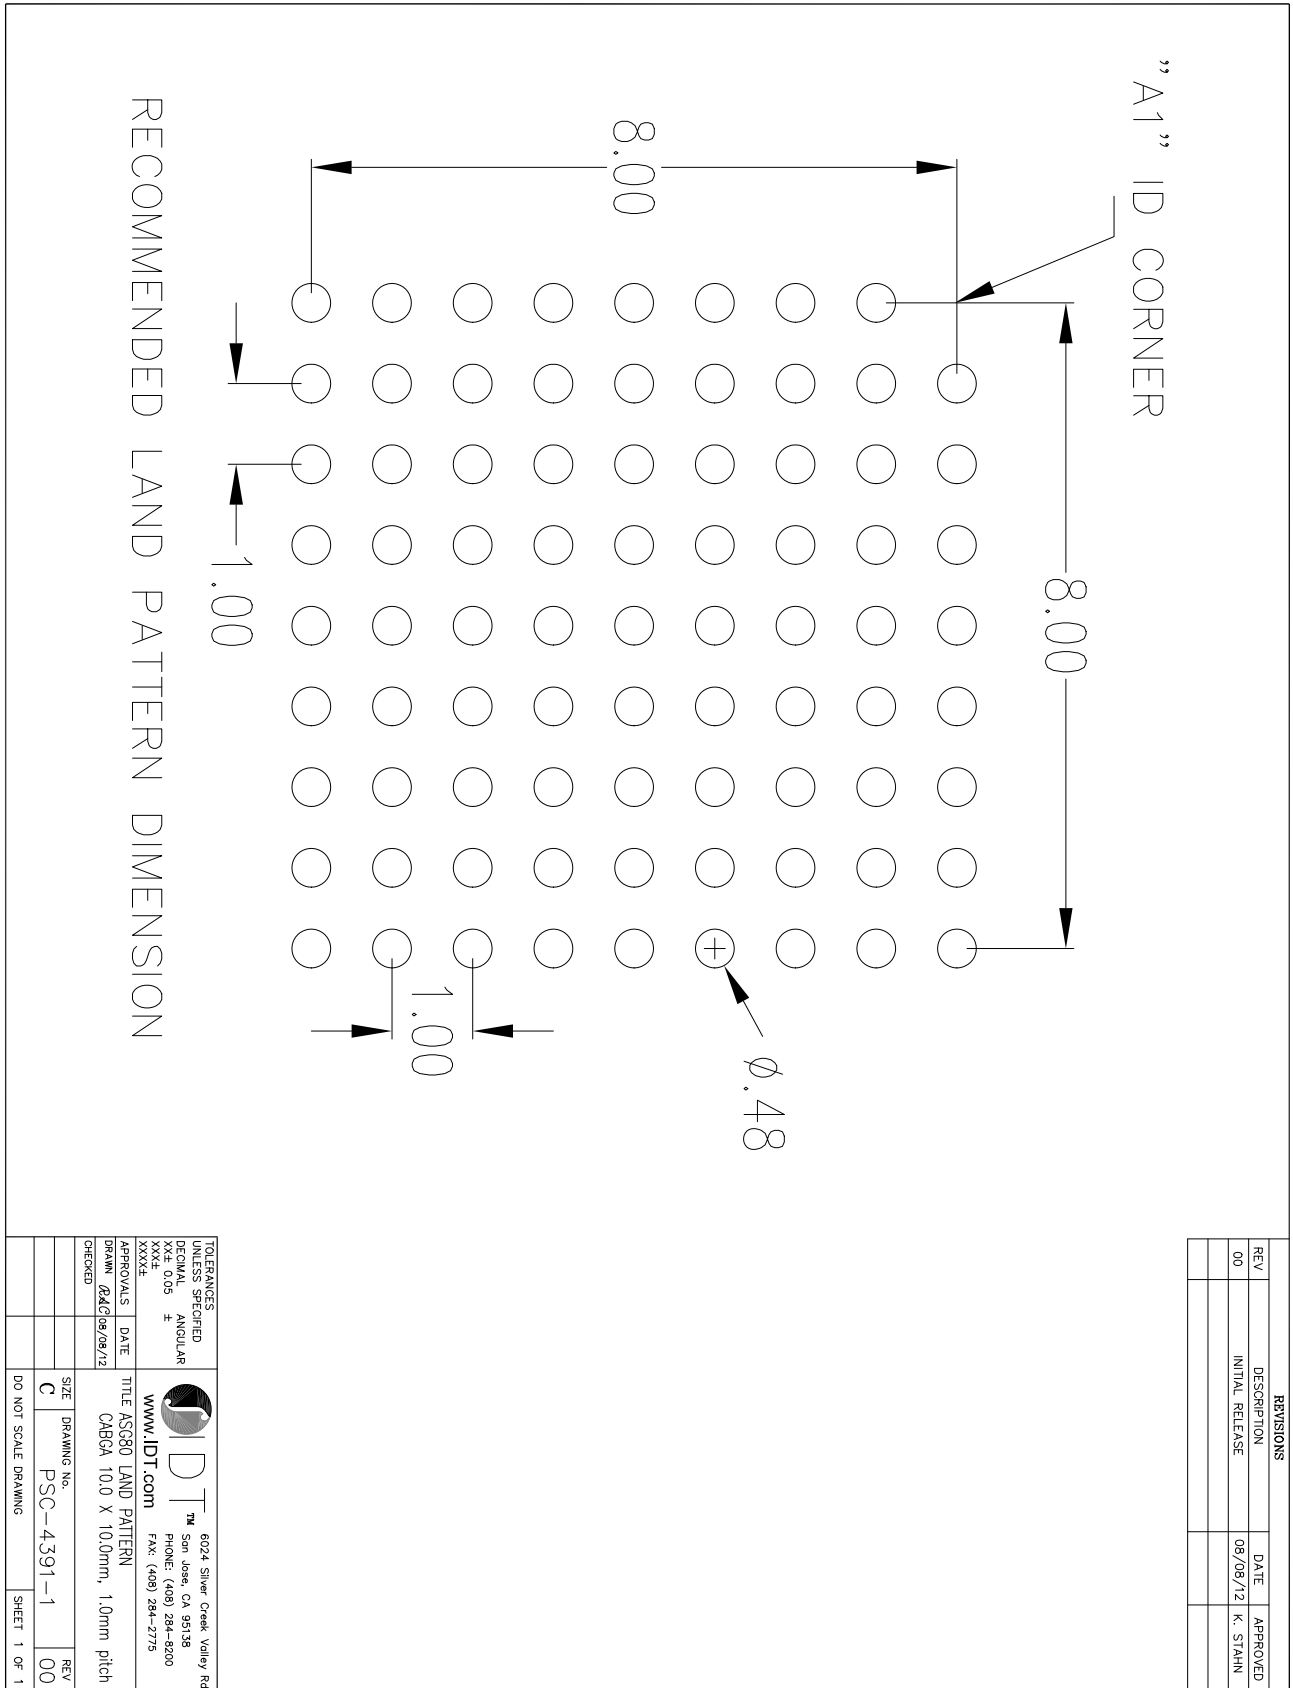 "A1" ID CORNER
8.00
8.00
Ø.48
1.00
1.00
RECOMMENDED LAND PATTERN DIMENSION
REVISIONS
REV DESCRIPTION DATE APPROVED
00 INITIAL RELEASE 08/08/12 K. STAHN
TOLERANCES
UNLESS SPECIFIED
DECIMAL ANGULAR
XX± 0.05 ±
XXX±
XXXX±
APPROVALS DATE
DRAWN RAC 08/08/12
CHECKED
IDT™
www.IDT.com
6024 Silver Creek Valley Rd
San Jose, CA 95138
PHONE: (408) 284-8200
FAX: (408) 284-2775
TITLE ASG80 LAND PATTERN
CABGA 10.0 X 10.0mm, 1.0mm pitch
SIZE DRAWING No. REV
C PSC-4391-1 00
DO NOT SCALE DRAWING SHEET 1 OF 1